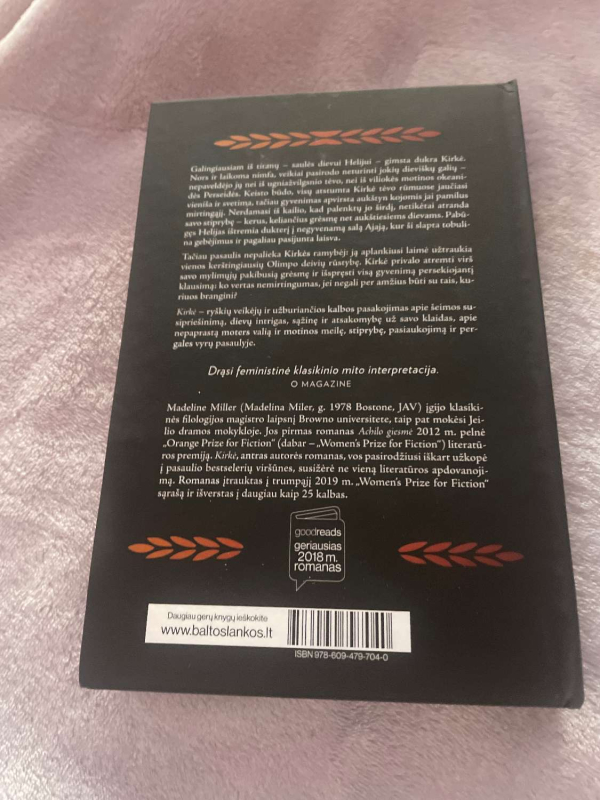 Galingiausiam iš titanų – saulės dievui Helijui – gimsta dukra Kirkė.
Nors ir laikoma nimfa, veikiai pasirodo neturinti jokių dieviškų galių –
nepaveldėjo jų nei iš ugniažvilgsnio tėvo, nei iš viliokės motinos okeani-
dės Perseidės. Keisto būdo, visų atstumta Kirkė tėvo rūmuose jaučiasi
vieniša ir svetima, tačiau gyvenimas apvirsta aukštyn kojomis jai pamilus
mirtingąjį. Nerdamasi iš kailio, kad palenktų jo širdį, netikėtai atranda
savo stiprybę – kerus, keliančius grėsmę net aukštiesiems dievams. Pabū-
gęs Helijas ištremia dukterį į negyvenamą salą Ajają, kur ši slapta tobuli-
na gebėjimus ir pagaliau pasijunta laisva.
Tačiau pasaulis nepalieka Kirkės ramybėj: ją aplankiusi laimė užtraukia
vienos kerštingiausių Olimpo deivių rūstybę. Kirkė privalo atremti virš
savo mylimųjų pakibusią grėsmę ir išspręsti visą gyvenimą persekiojantį
klausimą: ko vertas nemirtingumas, jei negali per amžius būti su tais, ku-
riuos brangini?
Kirkė – ryškių veikėjų ir užburiančios kalbos pasakojimas apie šeimos su-
sipriešinimą, dievų intrigas, sąžinę ir atsakomybę už savo klaidas, apie
nepaprastą moters valią ir motinos meilę, stiprybę, pasiaukojimą ir per-
gales vyrų pasaulyje.
Drąsi feministinė klasikinio mito interpretacija.
O MAGAZINE
Madeline Miller (Madelina Miler, g. 1978 Bostone, JAV) įgijo klasiki-
nės filologijos magistro laipsnį Browno universitete, taip pat mokėsi Jei-
lio dramos mokykloje. Jos pirmas romanas Achilo giesmė 2012 m. pelnė
„Orange Prize for Fiction“ (dabar – „Women's Prize for Fiction“) literatū-
ros premiją. Kirkė, antras autorės romanas, vos pasirodžiusi iškart užkopė
į pasaulio bestselerių viršūnes, susižėrė ne vieną literatūros apdovanoji-
mą. Romanas įtrauktas į trumpąjį 2019 m. „Women's Prize for Fiction“
sąrašą ir išverstas į daugiau kaip 25 kalbas.
goodreads
geriausias
2018 m.
romanas
Daugiau gerų knygų ieškokite
www.baltoslankos.lt
ISBN 978-609-479-704-0